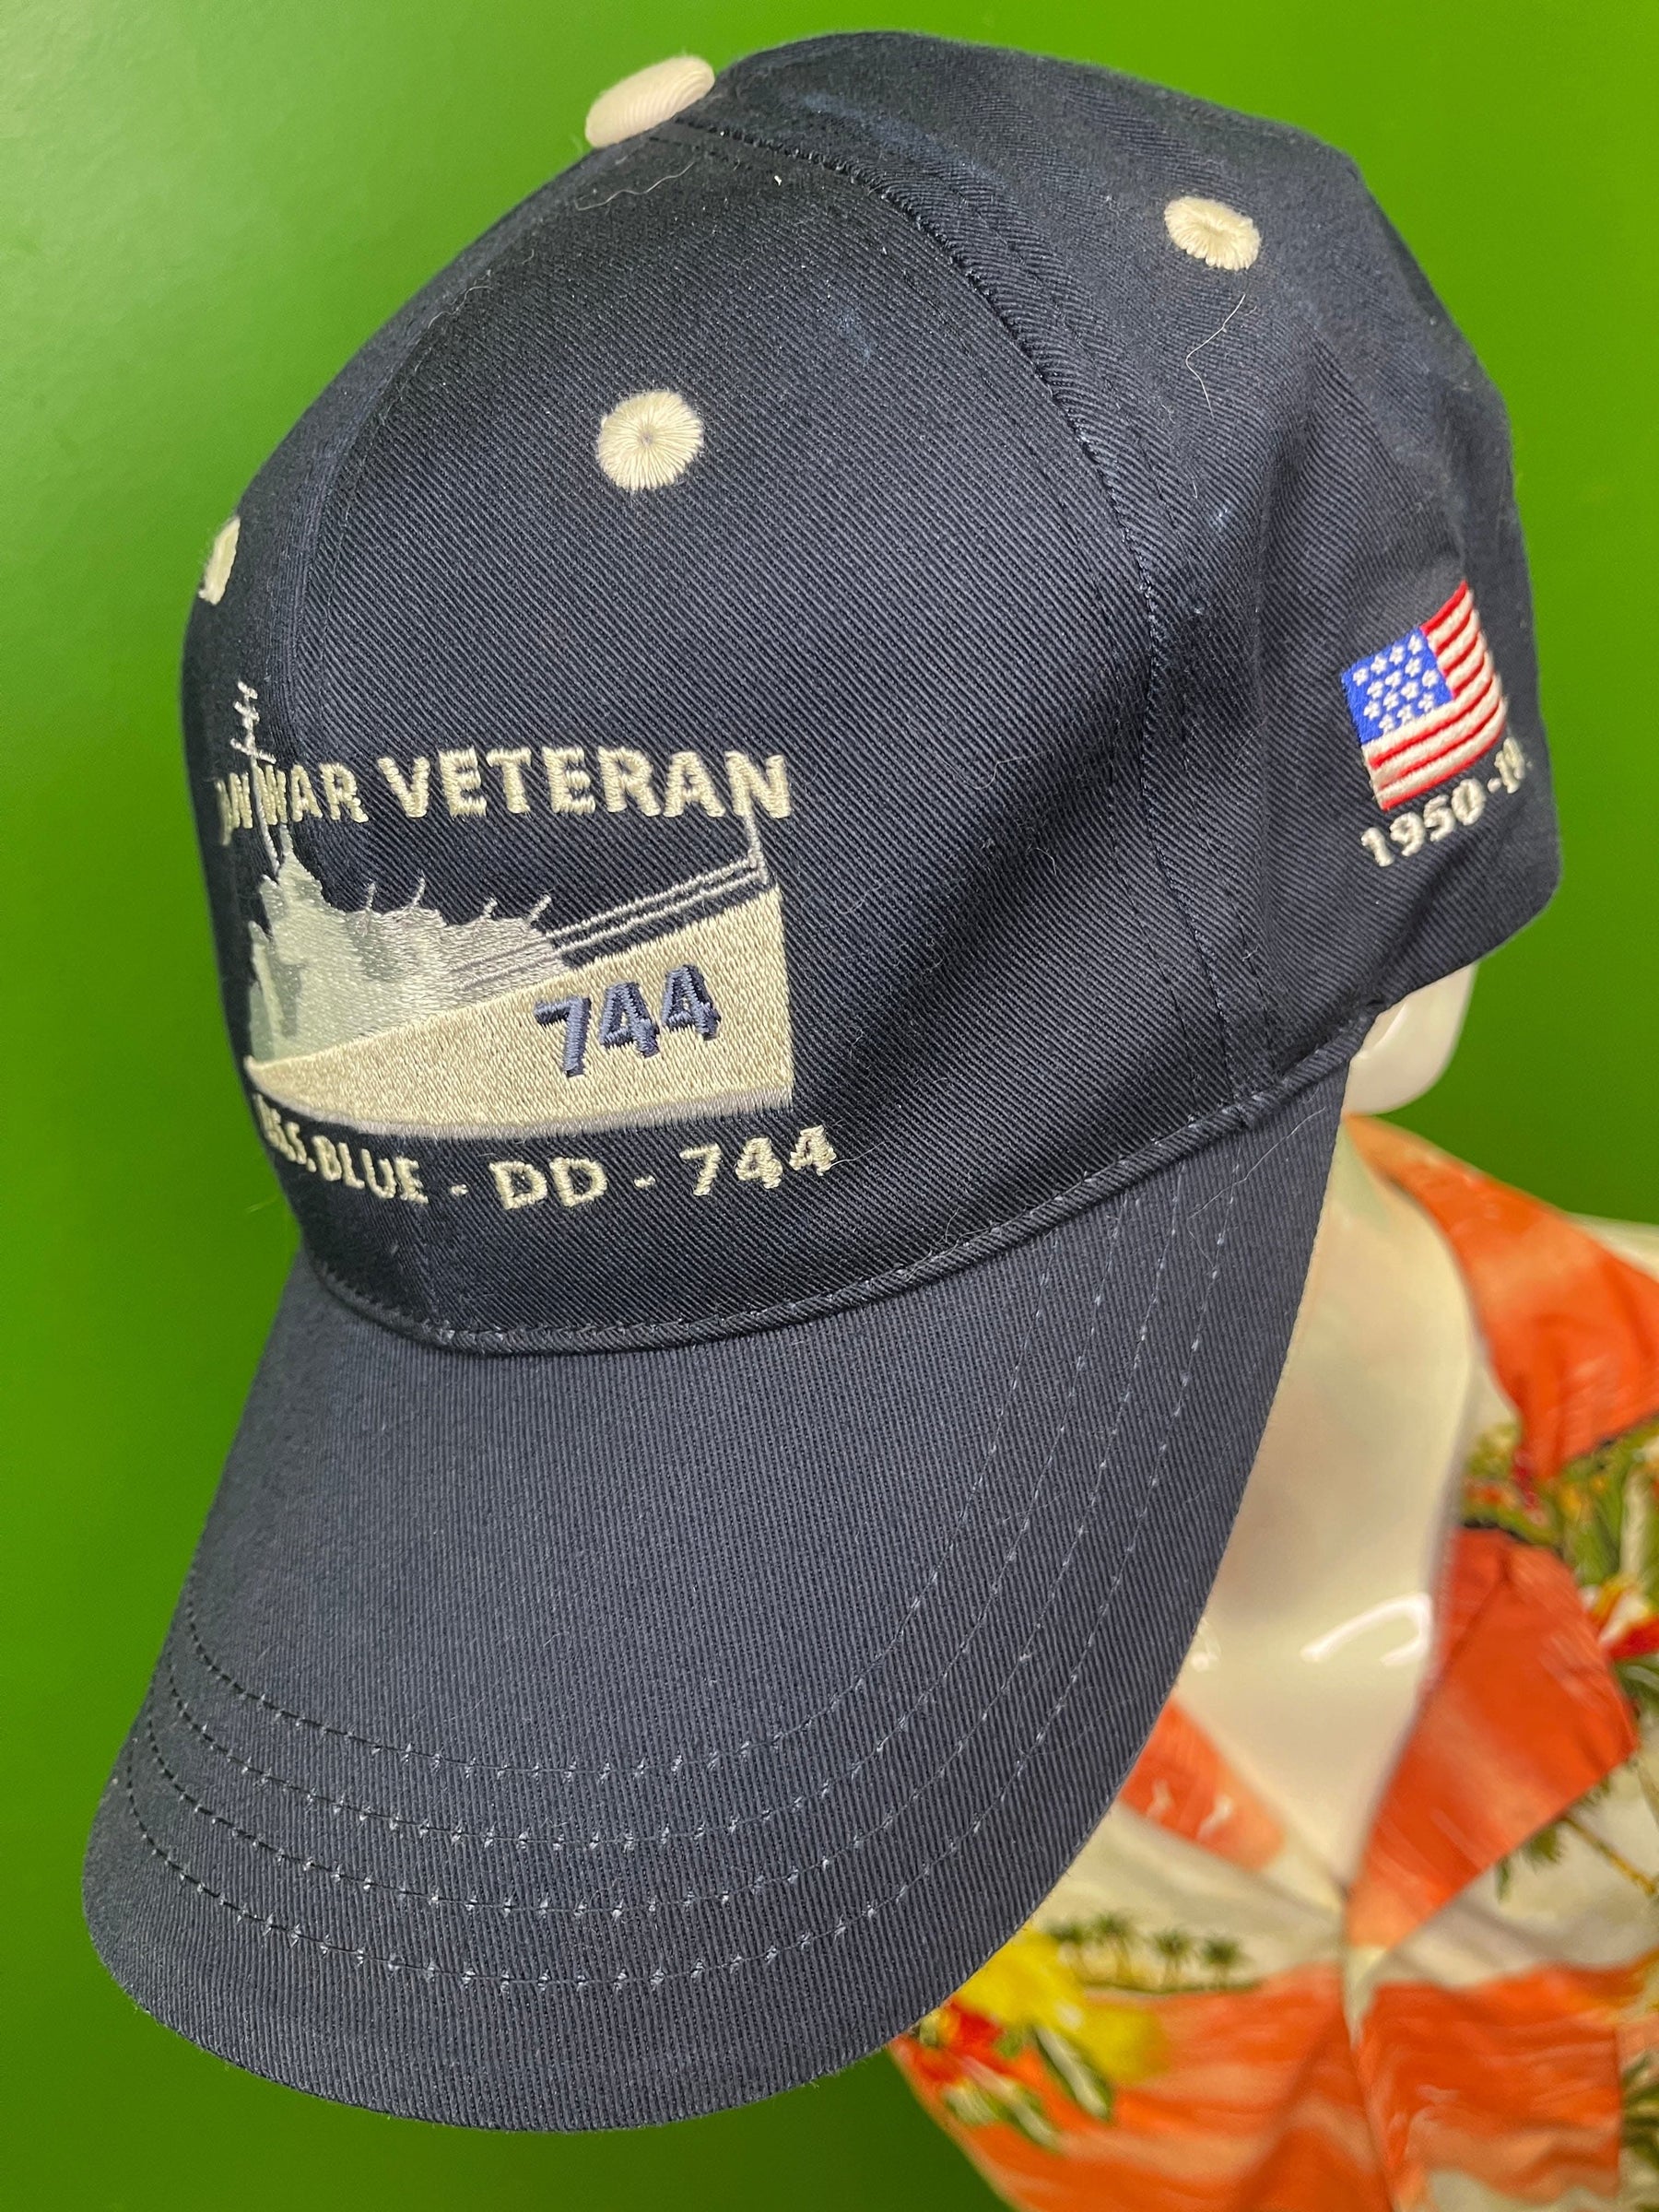 WAR VETERAN
744
U.S.S. BLUE - DD - 744
1950-19